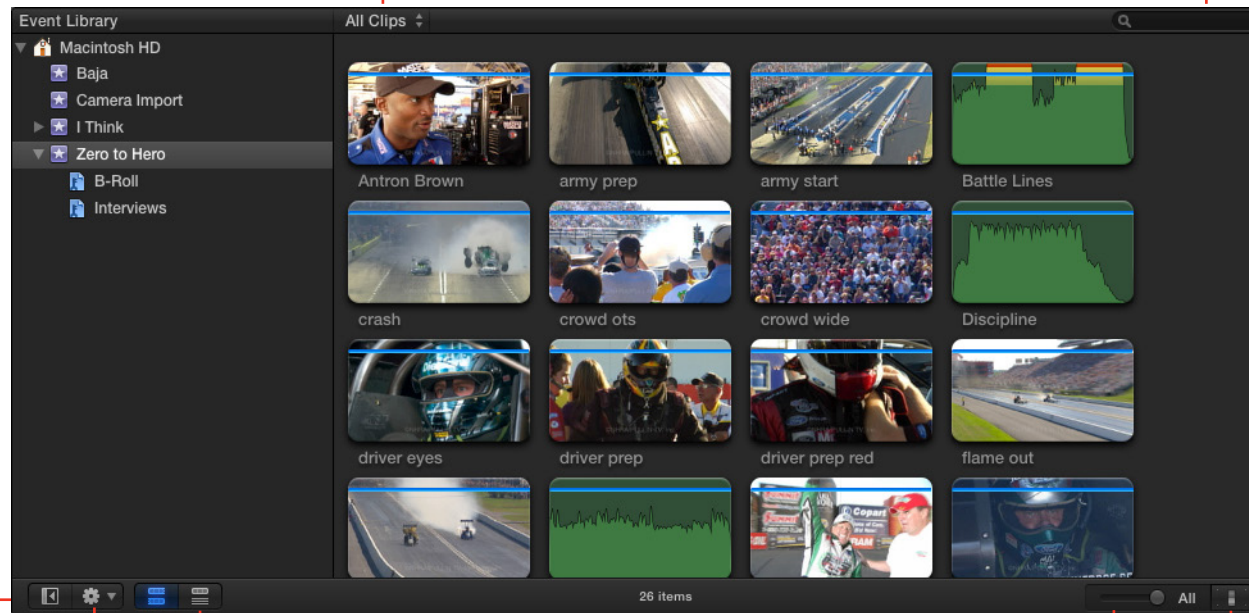 Event Library
All Clips
Macintosh HD
Baja
Camera Import
I Think
Zero to Hero
B-Roll
Interviews
Antron Brown
army prep
army start
Battle Lines
crash
crowd ots
crowd wide
Discipline
driver eyes
driver prep
driver prep red
flame out
Copart
26 items
All